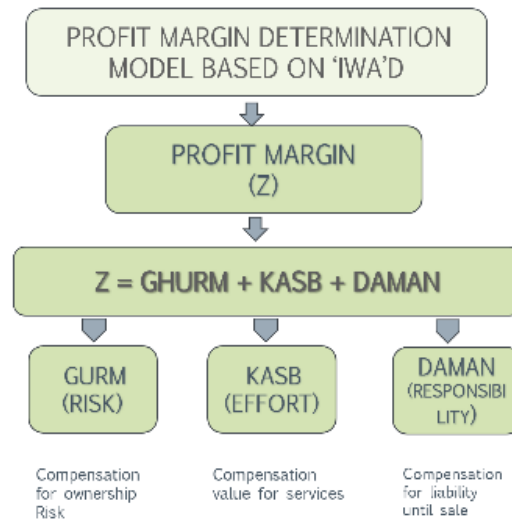 PROFIT MARGIN DETERMINATION
MODEL BASED ON 'IWA'D
PROFIT MARGIN
(Z)
Z = GHURM + KASB + DAMAN
GURM
(RISK)
KASB
(EFFORT)
DAMAN
(RESPONSIBI
LITY)
Compensation
for ownership
Risk
Compensation
value for services
Compensation
for liability
until sale